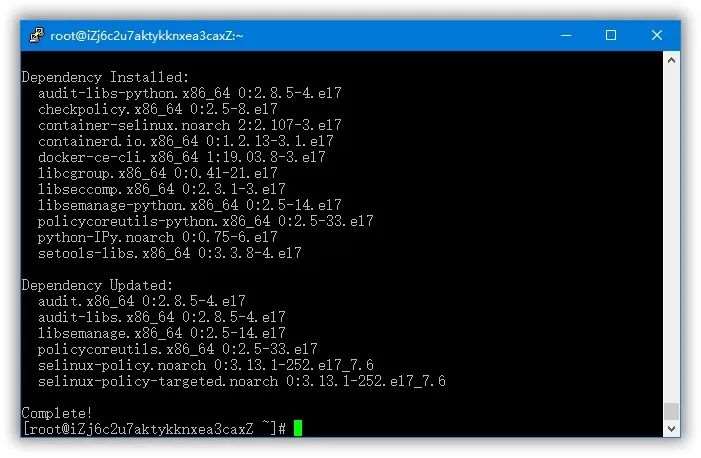 root@iZj6c2u7aktykknxea3caxZ:~
Dependency Installed:
audit-libs-python.x86_64 0:2.8.5-4.el7
checkpolicy.x86_64 0:2.5-8.el7
container-selinux.noarch 2:2.107-3.el7
containerd.io.x86_64 0:1.2.13-3.1.el7
docker-ce-cli.x86_64 1:19.03.8-3.el7
libcgroup.x86_64 0:0.41-21.el7
libseccomp.x86_64 0:2.3.1-3.el7
libsemanage-python.x86_64 0:2.5-14.el7
policycoreutils-python.x86_64 0:2.5-33.el7
python-IPy.noarch 0:0.75-6.el7
setools-libs.x86_64 0:3.3.8-4.el7
Dependency Updated:
audit.x86_64 0:2.8.5-4.el7
audit-libs.x86_64 0:2.8.5-4.el7
libsemanage.x86_64 0:2.5-14.el7
policycoreutils.x86_64 0:2.5-33.el7
selinux-policy.noarch 0:3.13.1-252.el7_7.6
selinux-policy-targeted.noarch 0:3.13.1-252.el7_7.6
Complete!
[root@iZj6c2u7aktykknxea3caxZ ~]#